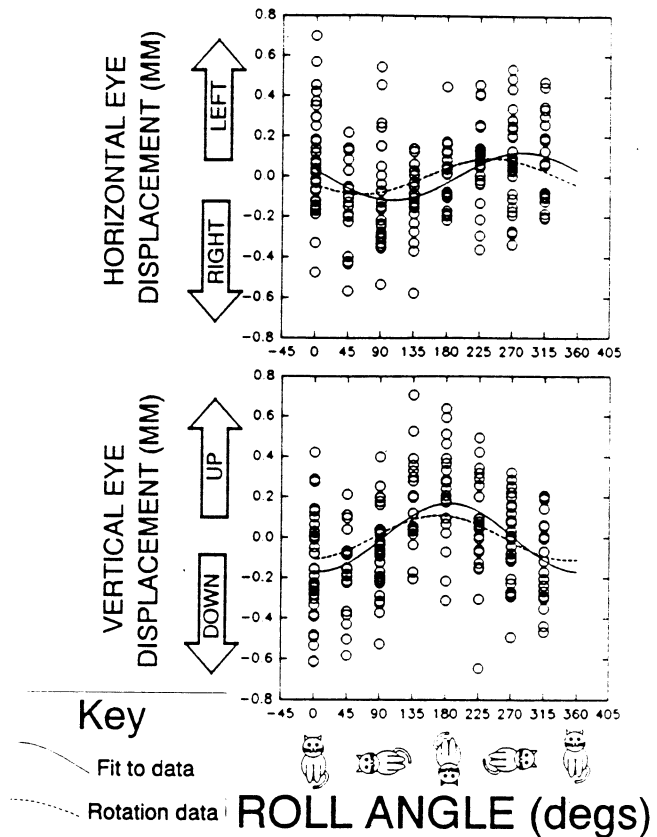 HORIZONTAL EYE
DISPLACEMENT (MM)
LEFT
RIGHT
0.8
0.6
0.4
0.2
0.0
-0.2
-0.4
-0.6
-0.8
-45 0 45 90 135 180 225 270 315 360 405
VERTICAL EYE
DISPLACEMENT (MM)
UP
DOWN
0.8
0.6
0.4
0.2
0.0
-0.2
-0.4
-0.6
-0.8
-45 0 45 90 135 180 225 270 315 360 405
Key
Fit to data
Rotation data
ROLL ANGLE (degs)